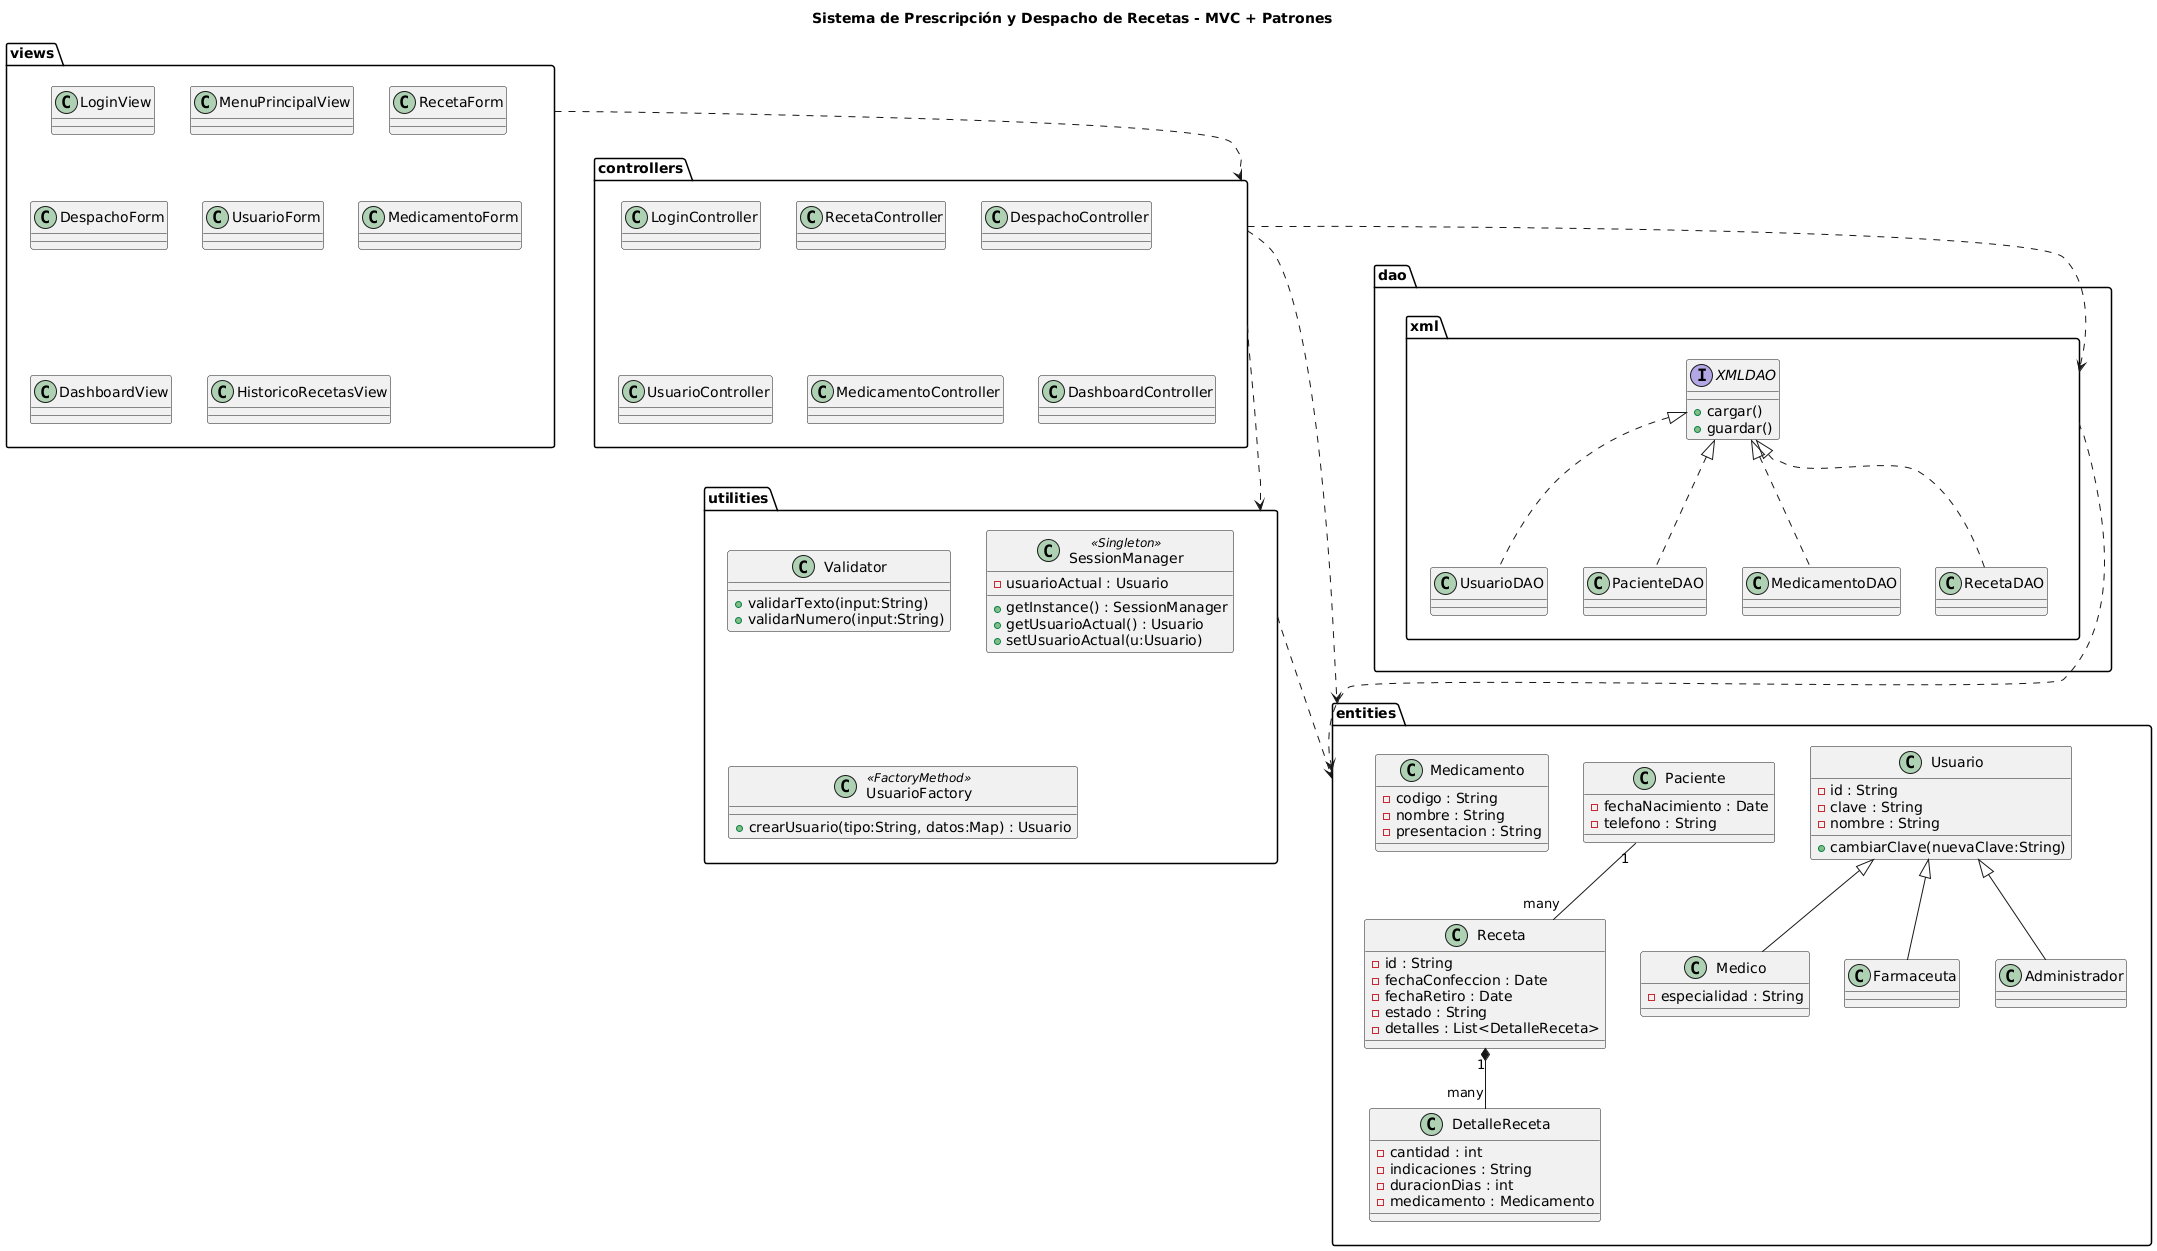 Sistema de Prescripción y Despacho de Recetas - MVC + Patrones
views
C LoginView
C MenuPrincipalView
C RecetaForm
C DespachoForm
C UsuarioForm
C MedicamentoForm
C DashboardView
C HistoricoRecetasView
controllers
C LoginController
C RecetaController
C DespachoController
C UsuarioController
C MedicamentoController
C DashboardController
dao
xml
I XMLDAO
cargar()
guardar()
C UsuarioDAO
C PacienteDAO
C MedicamentoDAO
C RecetaDAO
utilities
C Validator
validarTexto(input:String)
validarNumero(input:String)
«Singleton»
C SessionManager
usuarioActual : Usuario
getInstance() : SessionManager
getUsuarioActual() : Usuario
setUsuarioActual(u:Usuario)
«FactoryMethod»
C UsuarioFactory
crearUsuario(tipo:String, datos:Map) : Usuario
entities
C Medicamento
codigo : String
nombre : String
presentacion : String
C Paciente
fechaNacimiento : Date
telefono : String
C Usuario
id : String
clave : String
nombre : String
cambiarClave(nuevaClave:String)
1
many
C Receta
id : String
fechaConfeccion : Date
fechaRetiro : Date
estado : String
detalles : List<DetalleReceta>
C Medico
especialidad : String
C Farmaceuta
C Administrador
1
many
C DetalleReceta
cantidad : int
indicaciones : String
duracionDias : int
medicamento : Medicamento